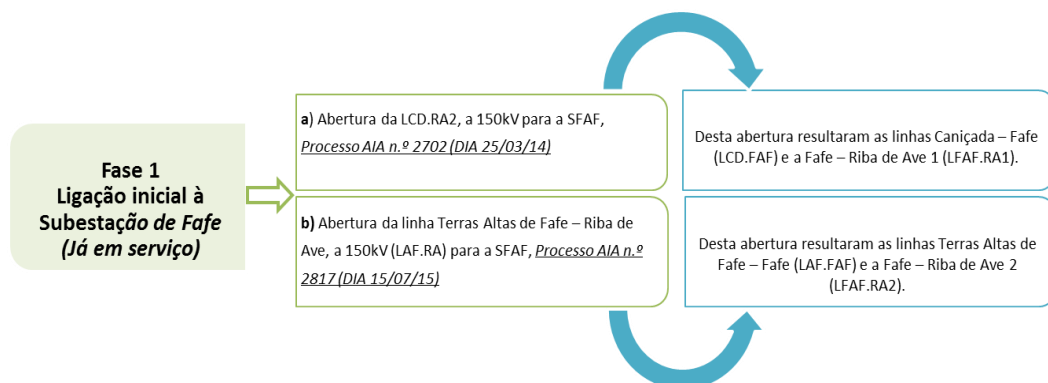 Fase 1
Ligação inicial à
Subestação de Fafe
(Já em serviço)
a) Abertura da LCD.RA2, a 150kV para a SFAF,
Processo AIA n.º 2702 (DIA 25/03/14)
Desta abertura resultaram as linhas Caniçada – Fafe
(LCD.FAF) e a Fafe – Riba de Ave 1 (LFAF.RA1).
b) Abertura da linha Terras Altas de Fafe – Riba de
Ave, a 150kV (LAF.RA) para a SFAF, Processo AIA n.º
2817 (DIA 15/07/15)
Desta abertura resultaram as linhas Terras Altas de
Fafe – Fafe (LAF.FAF) e a Fafe – Riba de Ave 2
(LFAF.RA2).